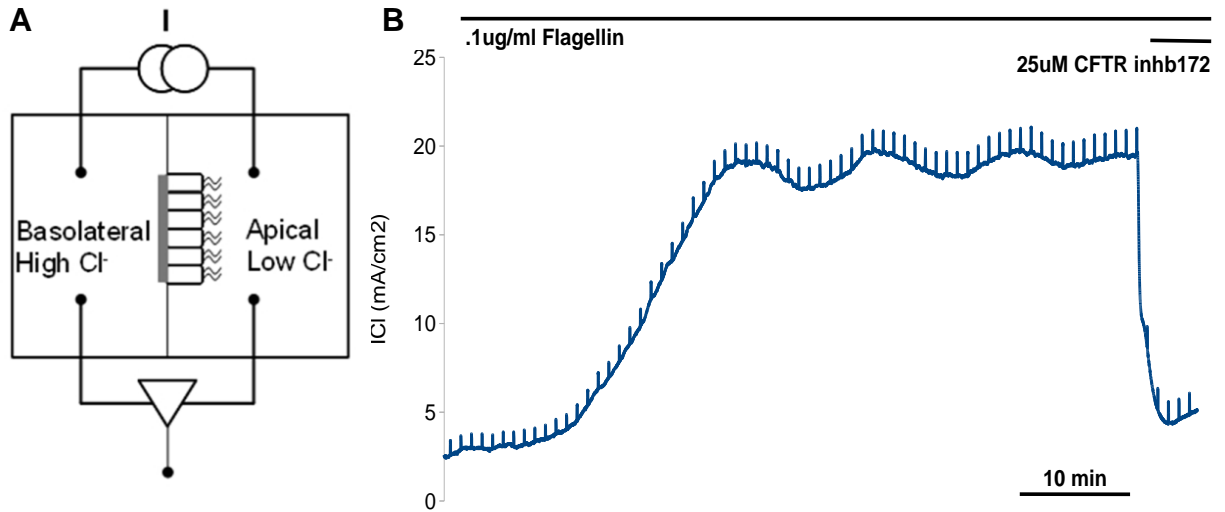 A
I
Basolateral
High Cl-
Apical
Low Cl-
B
.1ug/ml Flagellin
25uM CFTR inhb172
ICl (mA/cm2)
25
20
15
10
5
0
10 min